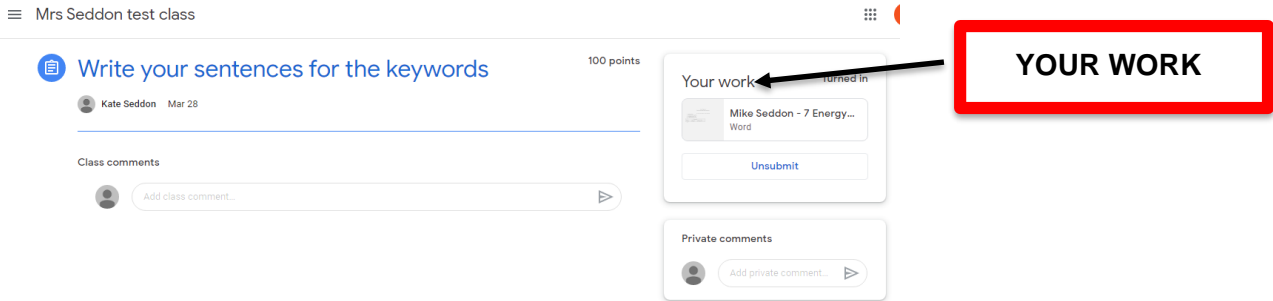 Mrs Seddon test class
Write your sentences for the keywords
100 points
Kate Seddon Mar 28
Class comments
Add class comment...
Your work
Turned in
Mike Seddon - 7 Energy...
Word
Unsubmit
Private comments
Add private comment...
YOUR WORK